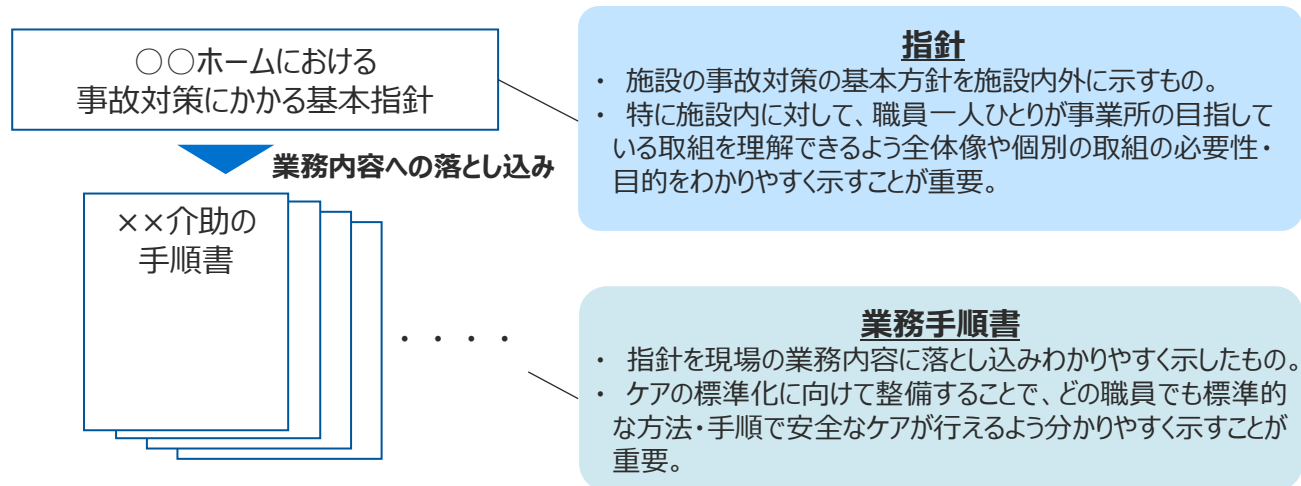 ○○ホームにおける
事故対策にかかる基本指針
業務内容への落とし込み
××介助の
手順書
・・・・
指針
・ 施設の事故対策の基本方針を施設内外に示すもの。
・ 特に施設内に対して、職員一人ひとりが事業所の目指して
いる取組を理解できるよう全体像や個別の取組の必要性・
目的をわかりやすく示すことが重要。
業務手順書
・ 指針を現場の業務内容に落とし込みわかりやすく示したもの。
・ ケアの標準化に向けて整備することで、どの職員でも標準的
な方法・手順で安全なケアが行えるよう分かりやすく示すことが
重要。